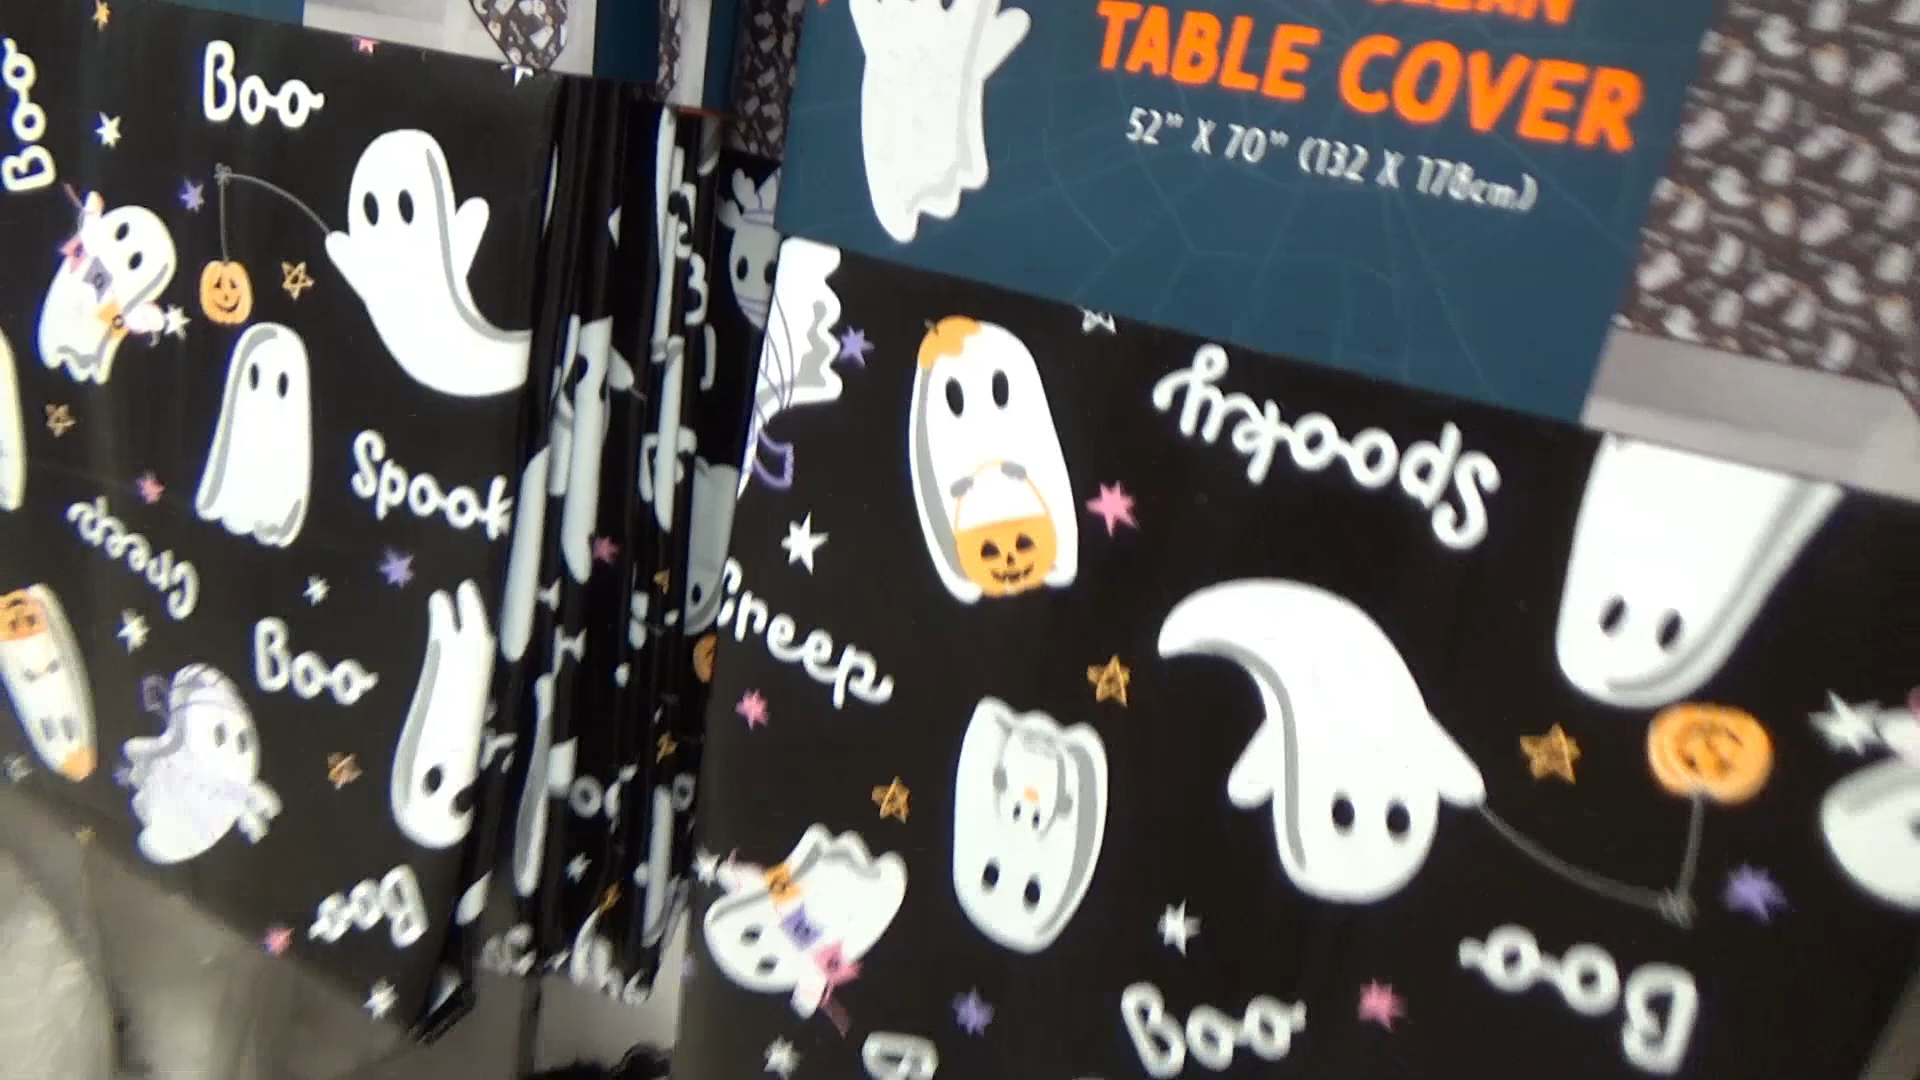 TABLE COVER
52" X 70" (132 X 178cm.)
Boo
Boo
Spook
Creep
Boo
Boo
Spooky
Creep
Boo
Boo